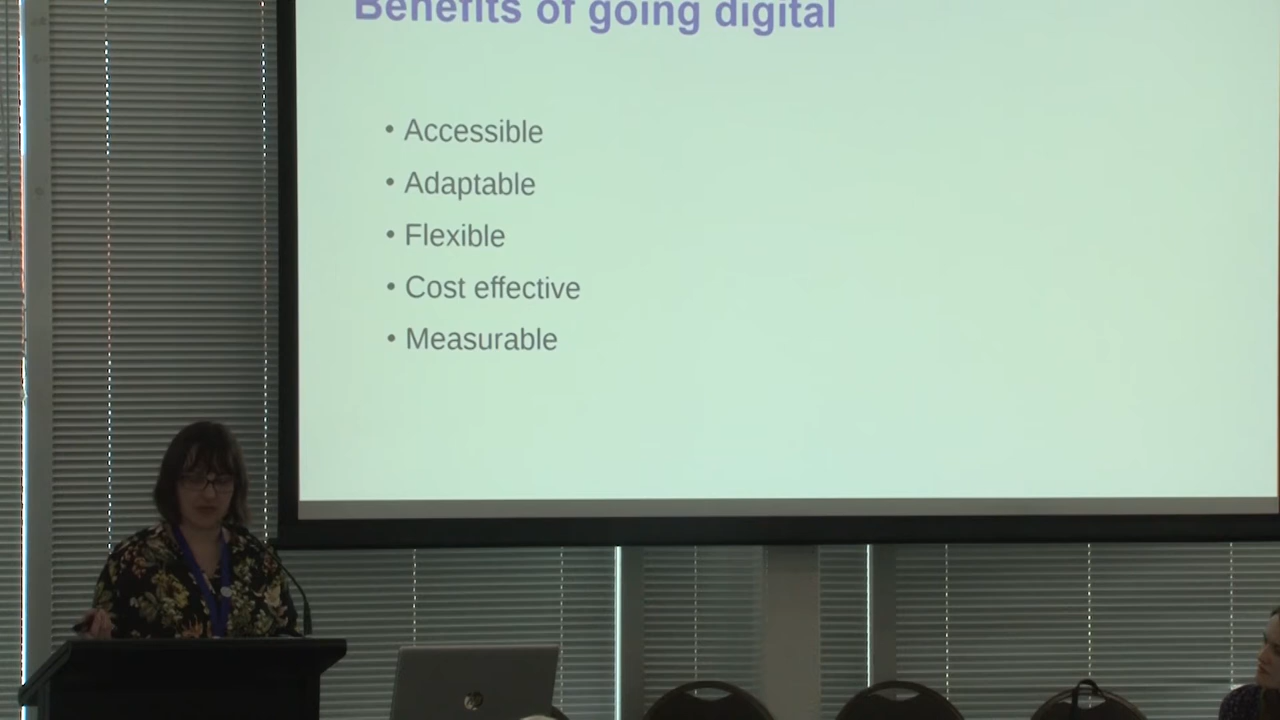 Benefits of going digital
• Accessible
• Adaptable
• Flexible
• Cost effective
• Measurable